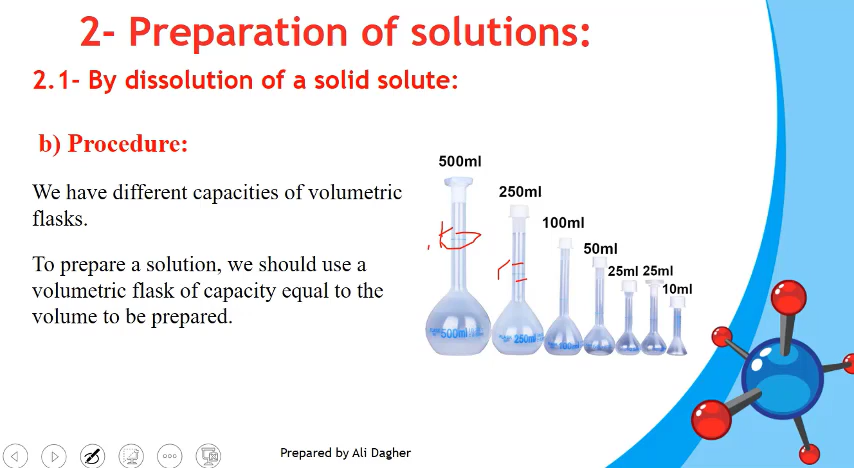 2- Preparation of solutions:
2.1- By dissolution of a solid solute:
b) Procedure:
We have different capacities of volumetric
flasks.
To prepare a solution, we should use a
volumetric flask of capacity equal to the
volume to be prepared.
500ml
250ml
100ml
50ml
25ml 25ml
10ml
500ml
250ml
Prepared by Ali Dagher